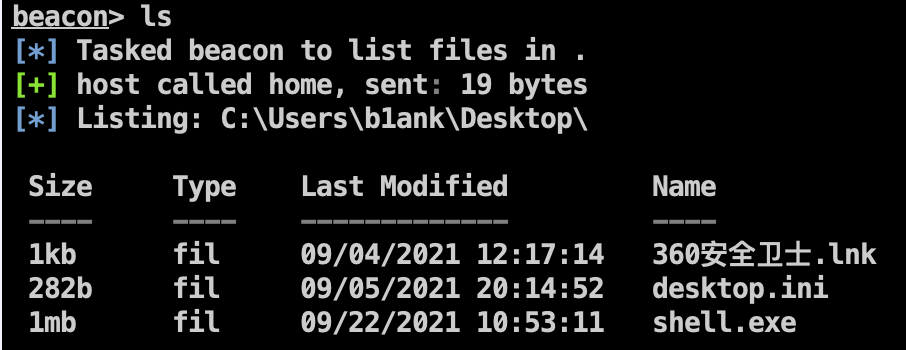 beacon> ls
[*] Tasked beacon to list files in .
[+] host called home, sent: 19 bytes
[*] Listing: C:\Users\b1ank\Desktop\
Size Type Last Modified Name
---- ---- ------------- ----
1kb fil 09/04/2021 12:17:14 360安全卫士.lnk
282b fil 09/05/2021 20:14:52 desktop.ini
1mb fil 09/22/2021 10:53:11 shell.exe